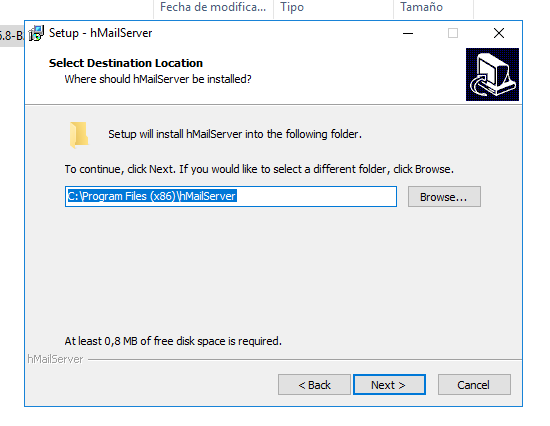 Fecha de modifica... Tipo Tamaño
6.8-B
Setup - hMailServer
Select Destination Location
Where should hMailServer be installed?
Setup will install hMailServer into the following folder.
To continue, click Next. If you would like to select a different folder, click Browse.
C:\Program Files (x86)\hMailServer Browse...
At least 0,8 MB of free disk space is required.
hMailServer
< Back Next > Cancel